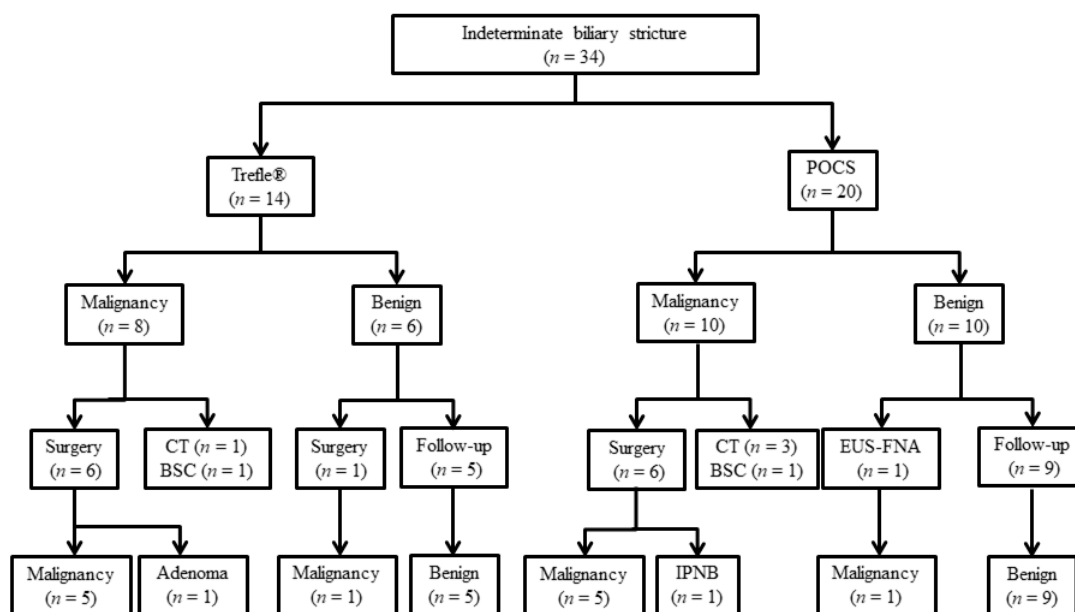 Indeterminate biliary stricture
(n = 34)
Trefle®
(n = 14)
POCS
(n = 20)
Malignancy
(n = 8)
Benign
(n = 6)
Malignancy
(n = 10)
Benign
(n = 10)
Surgery
(n = 6)
CT (n = 1)
BSC (n = 1)
Surgery
(n = 1)
Follow-up
(n = 5)
Surgery
(n = 6)
CT (n = 3)
BSC (n = 1)
EUS-FNA
(n = 1)
Follow-up
(n = 9)
Malignancy
(n = 5)
Adenoma
(n = 1)
Malignancy
(n = 1)
Benign
(n = 5)
Malignancy
(n = 5)
IPNB
(n = 1)
Malignancy
(n = 1)
Benign
(n = 9)